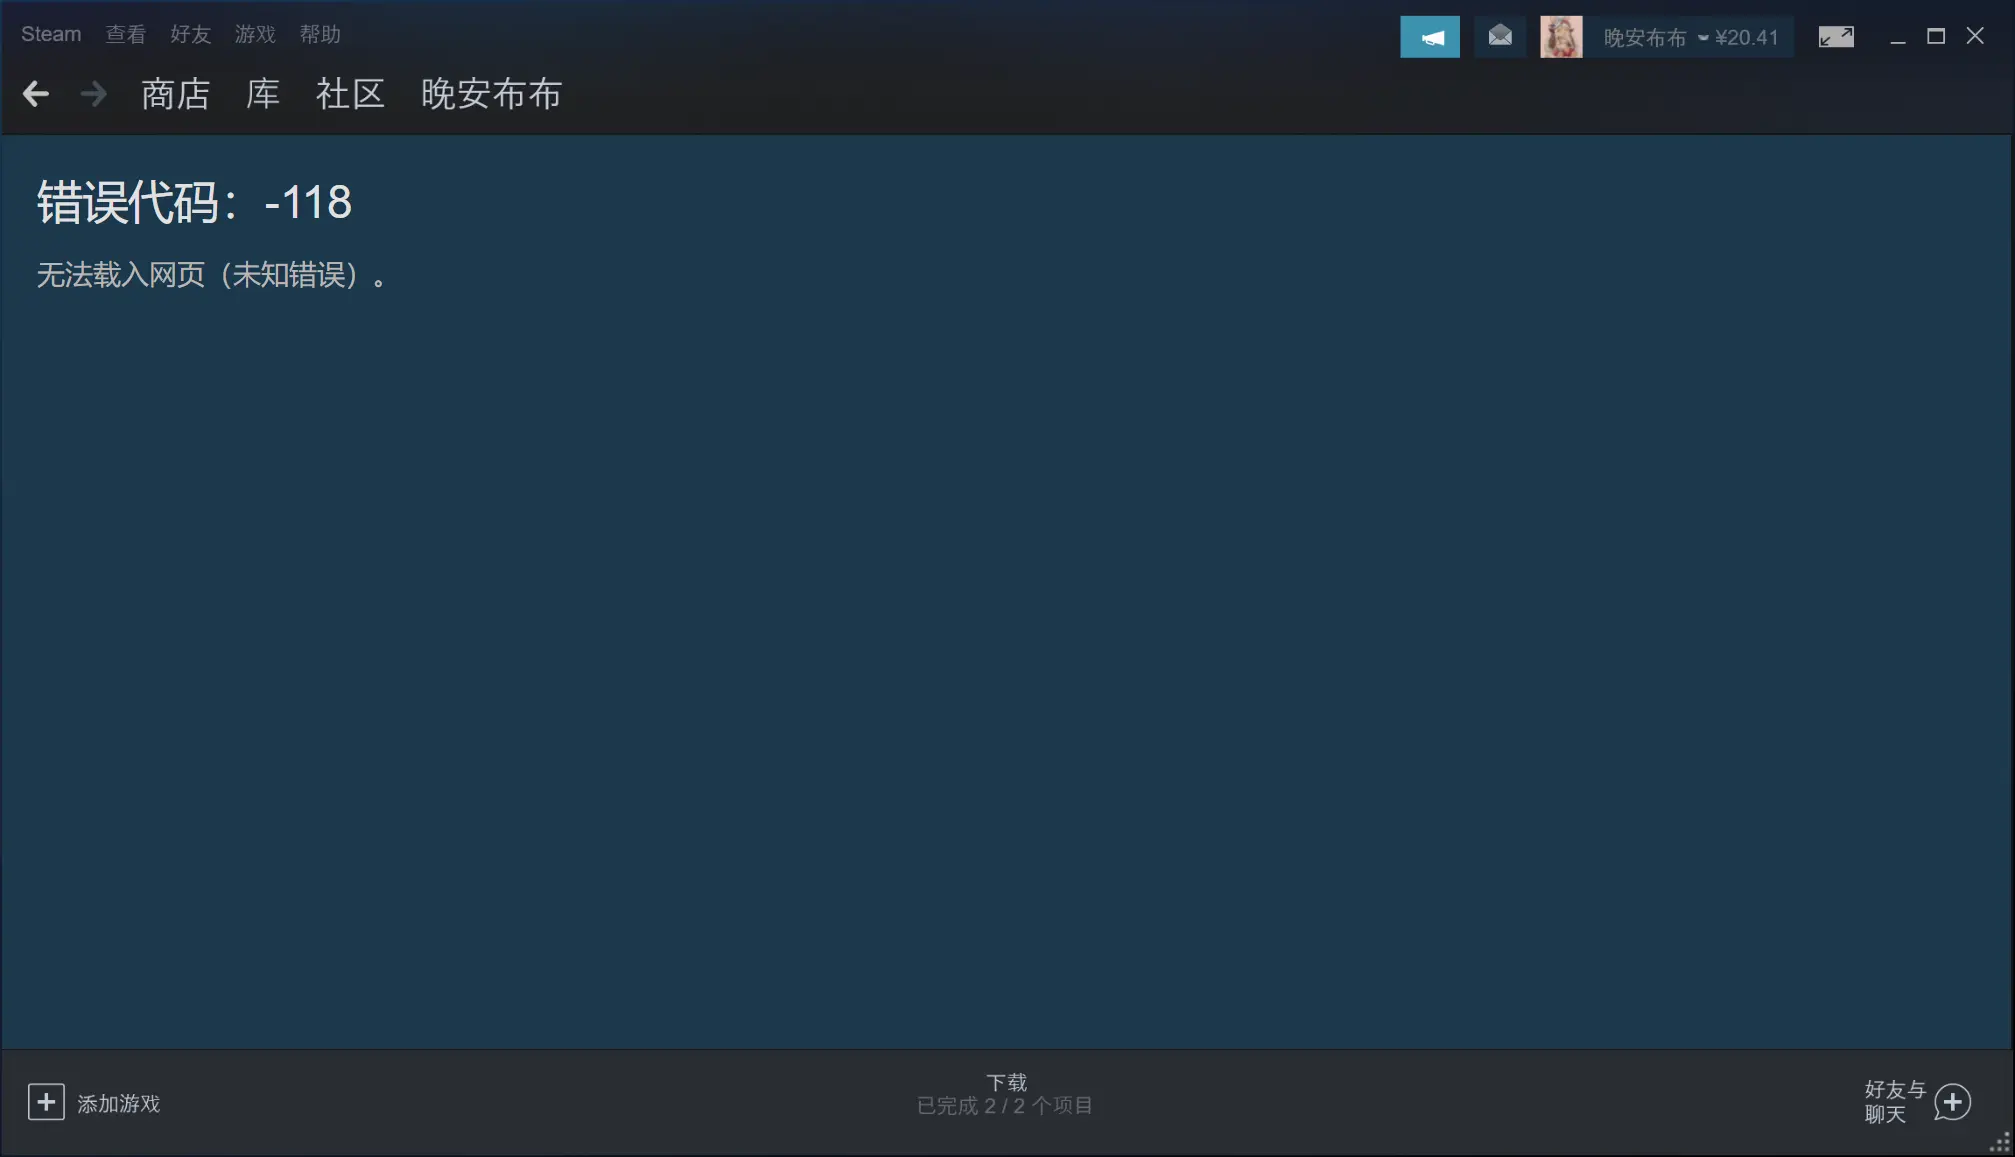 Steam 查看 好友 游戏 帮助
晚安布布 ¥20.41
商店 库 社区 晚安布布
错误代码：-118
无法载入网页（未知错误）。
添加游戏
下载
已完成 2 / 2 个项目
好友与
聊天